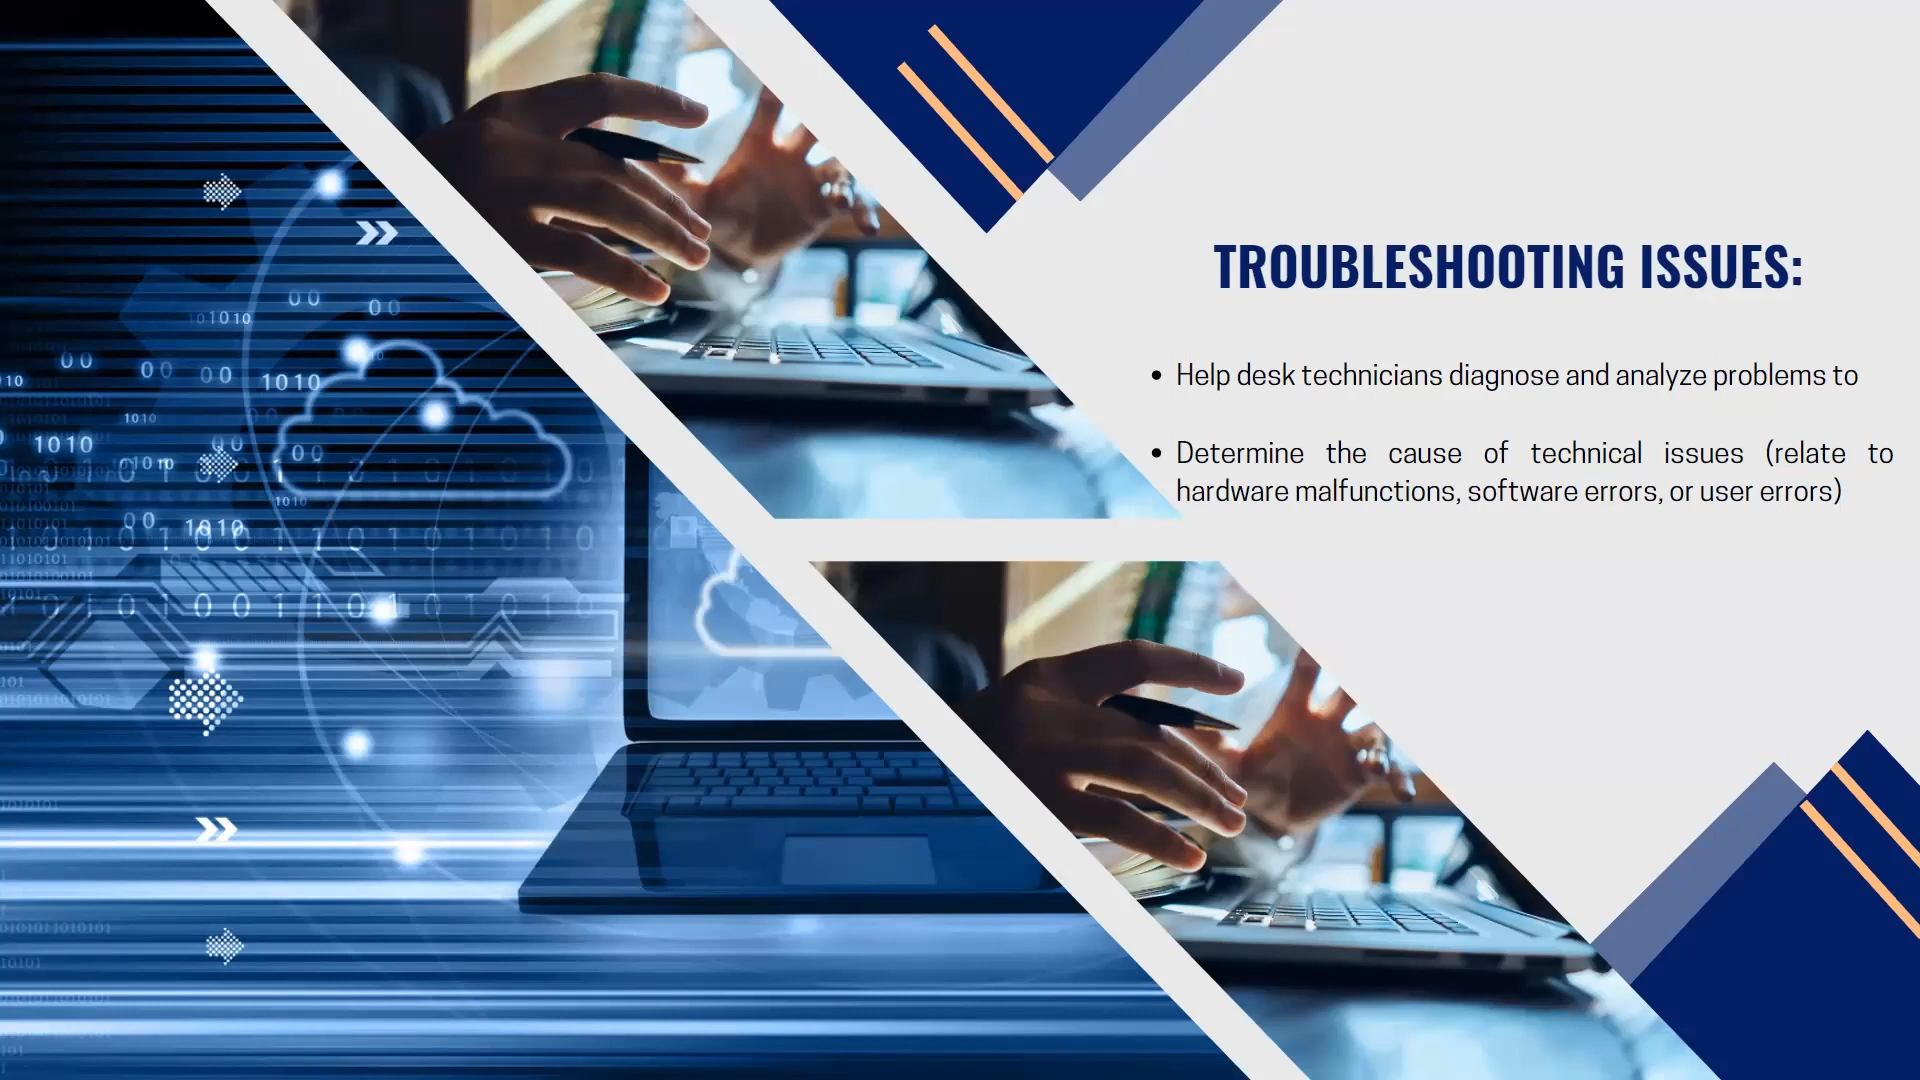 TROUBLESHOOTING ISSUES:
• Help desk technicians diagnose and analyze problems to
• Determine the cause of technical issues (relate to
hardware malfunctions, software errors, or user errors)